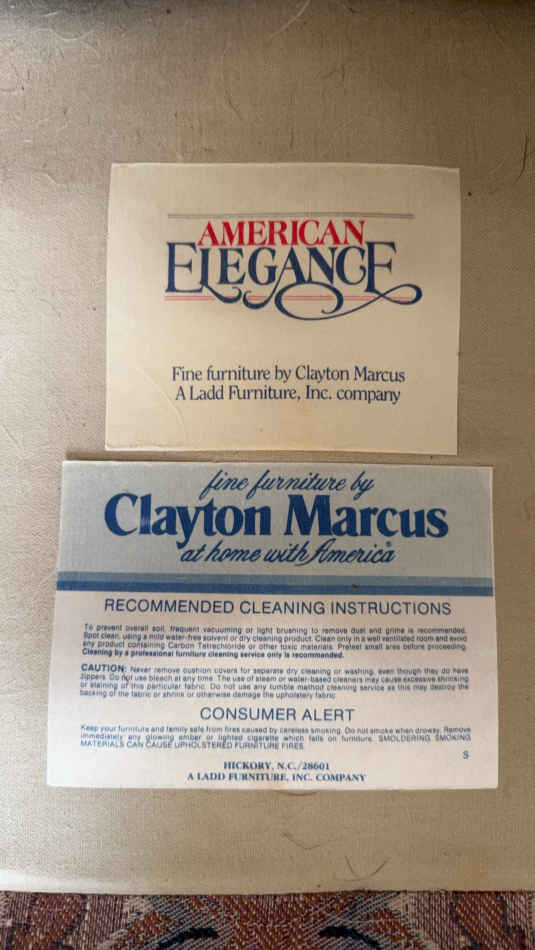 AMERICAN
ELEGANCE
Fine furniture by Clayton Marcus
A Ladd Furniture, Inc. company
fine furniture by
Clayton Marcus
at home with America®
RECOMMENDED CLEANING INSTRUCTIONS
To prevent overall soil, frequent vacuuming or light brushing to remove dust and grime is recommended.
Spot clean, using a mild water-free solvent or dry cleaning product. Clean only in a well ventilated room and avoid
any product containing Carbon Tetrachloride or other toxic materials. Pretest small area before proceeding.
Cleaning by a professional furniture cleaning service only is recommended.
CAUTION: Never remove cushion covers for separate dry cleaning or washing, even though they do have
zippers. Do not use bleach at any time. The use of steam or water-based cleaners may cause excessive shrinking
or staining of this particular fabric. Do not use any tumble method cleaning service as this may destroy the
backing of the fabric or shrink or otherwise damage the upholstery fabric.
CONSUMER ALERT
Keep your furniture and family safe from fires caused by careless smoking. Do not smoke when drowsy. Remove
immediately any glowing amber or lighted cigarette which falls on furniture. SMOLDERING SMOKING
MATERIALS CAN CAUSE UPHOLSTERED FURNITURE FIRES.
S
HICKORY, N.C./28601
A LADD FURNITURE, INC. COMPANY